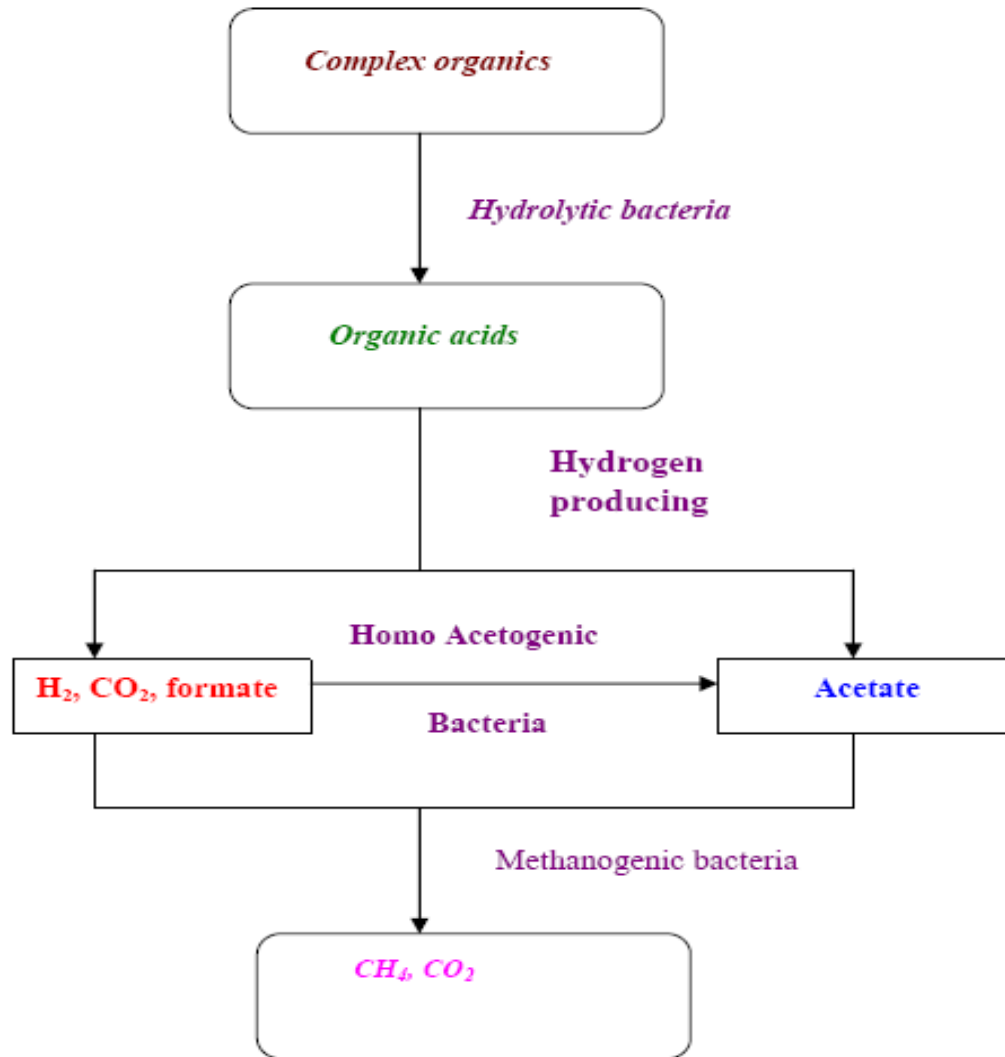 Complex organics
Hydrolytic bacteria
Organic acids
Hydrogen
producing
Homo Acetogenic
H₂, CO₂, formate
Acetate
Bacteria
Methanogenic bacteria
CH₄, CO₂